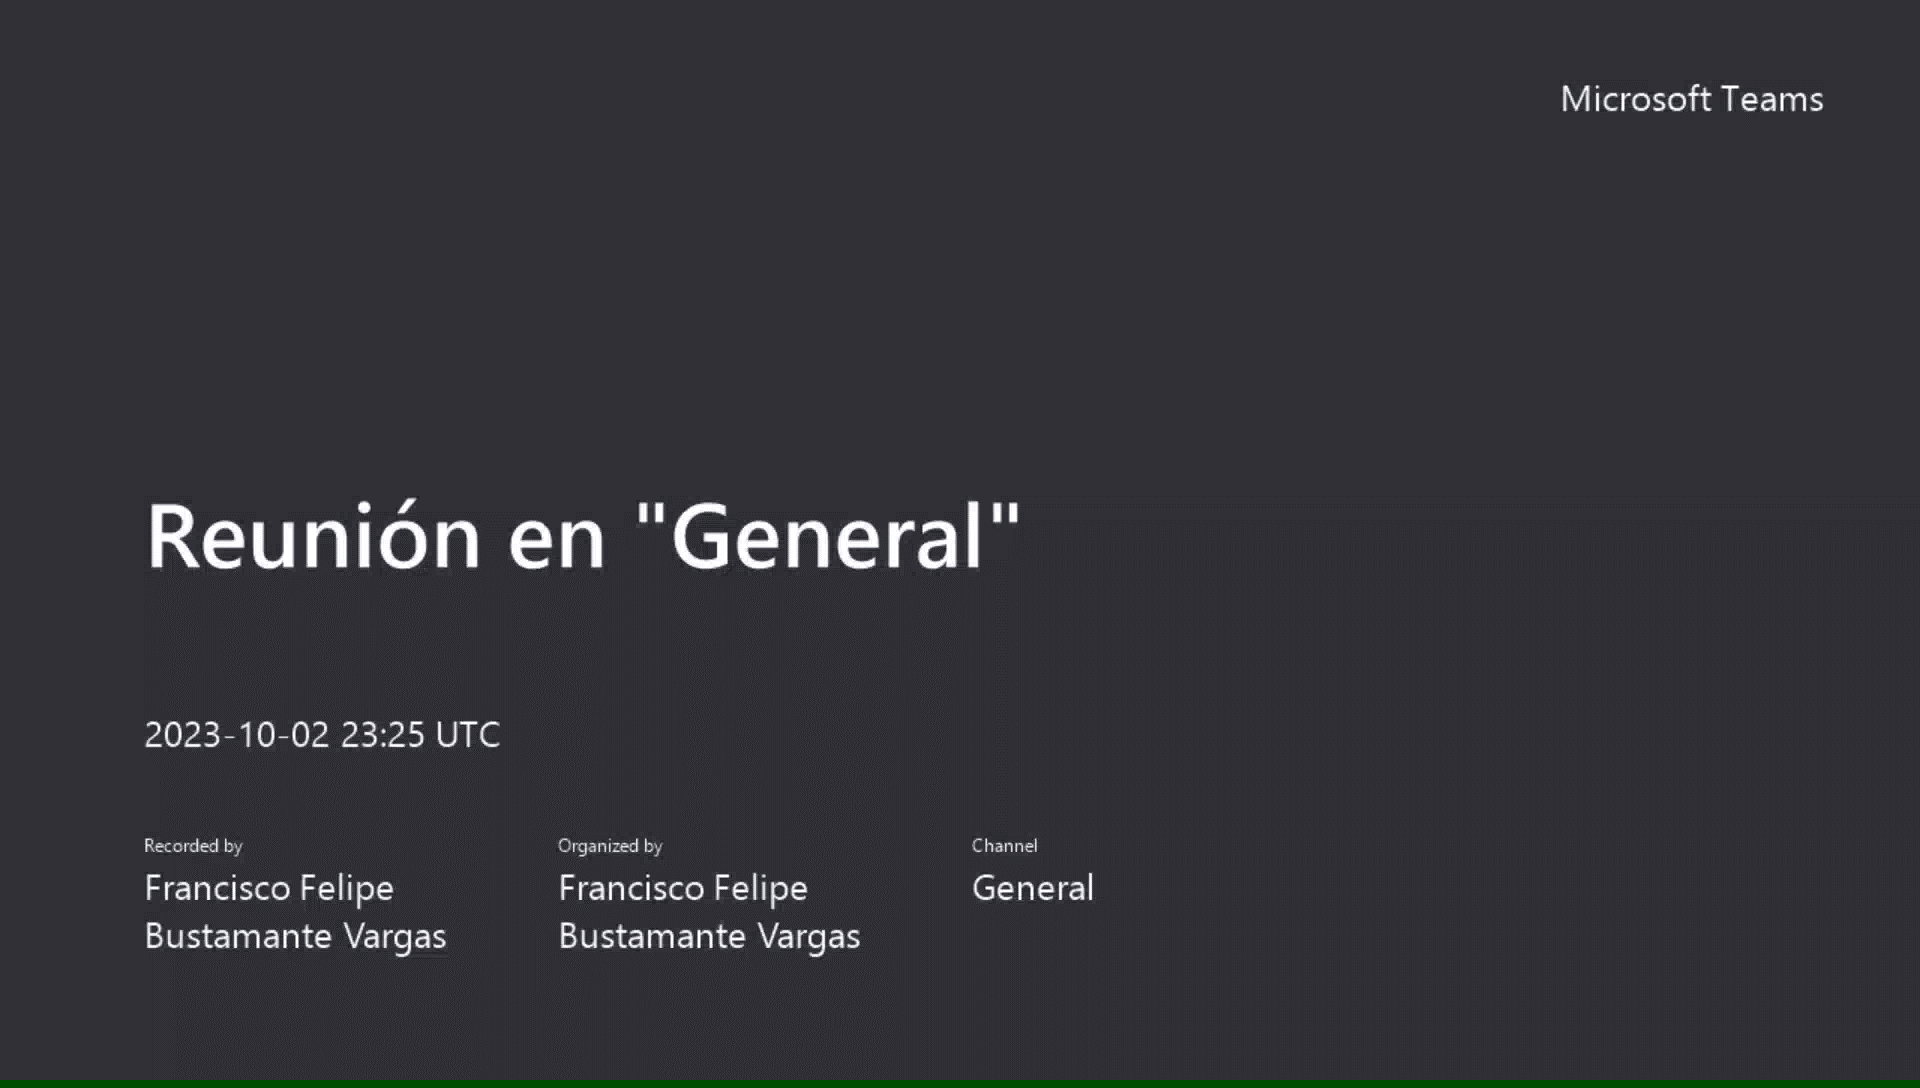 Microsoft Teams
Reunión en "General"
2023-10-02 23:25 UTC
Recorded by
Francisco Felipe
Bustamante Vargas
Organized by
Francisco Felipe
Bustamante Vargas
Channel
General